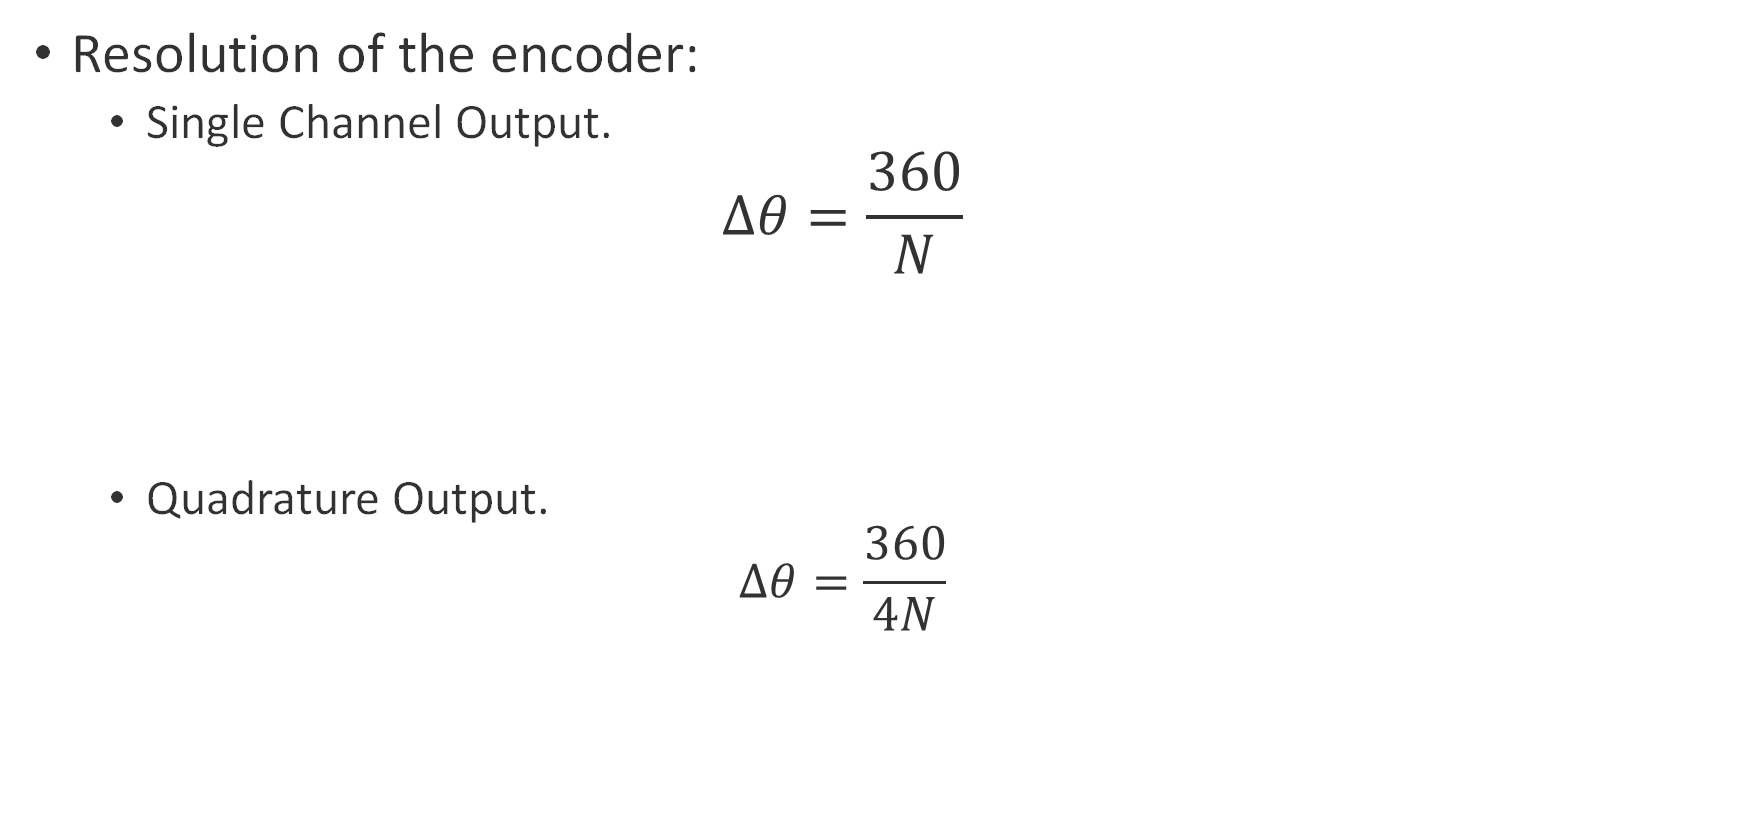 • Resolution of the encoder:
• Single Channel Output.
Δθ = 360/N
• Quadrature Output.
Δθ = 360/4N